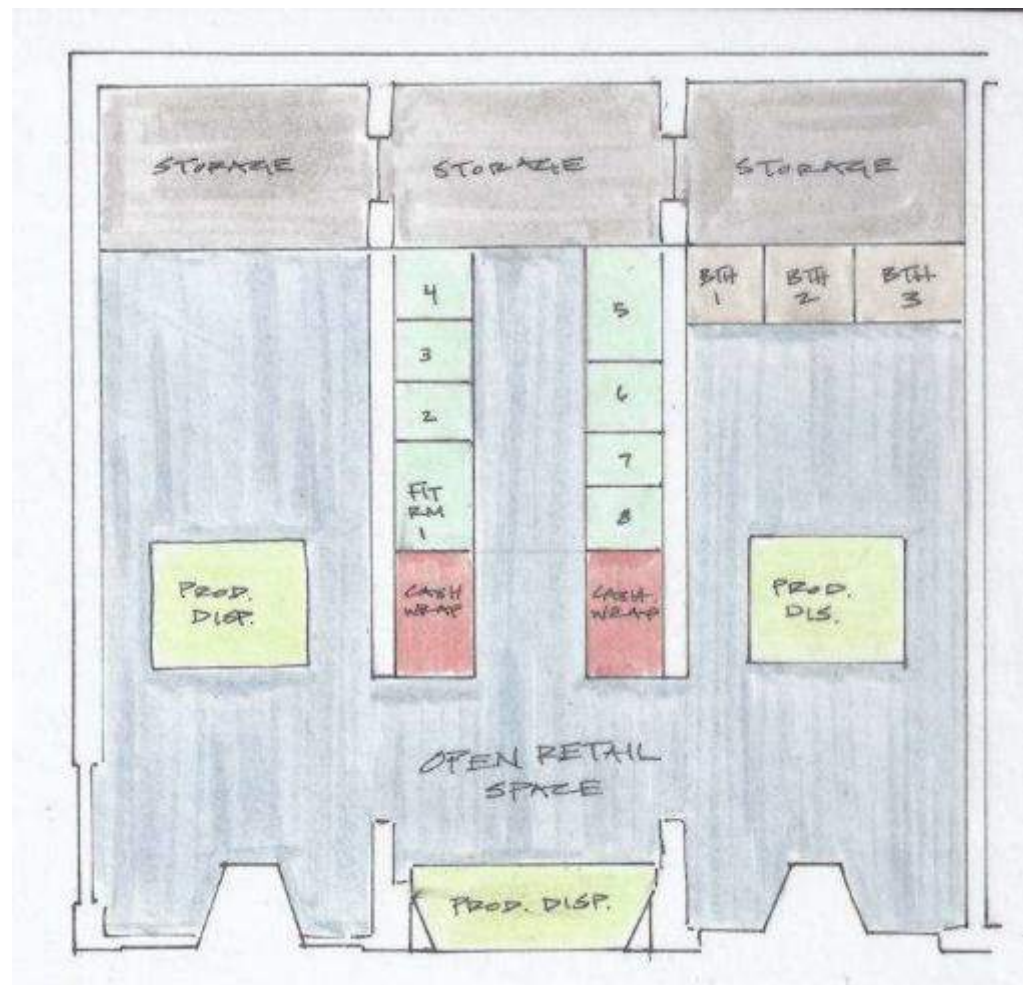 STORAGE
STORAGE
STORAGE
4
3
2
FIT
RM
1
5
6
7
8
BTH
1
BTH
2
BTH
3
PROD.
DISP.
CASH
WRAP
CASH
WRAP
PROD.
DIS.
OPEN RETAIL
SPACE
PROD. DISP.